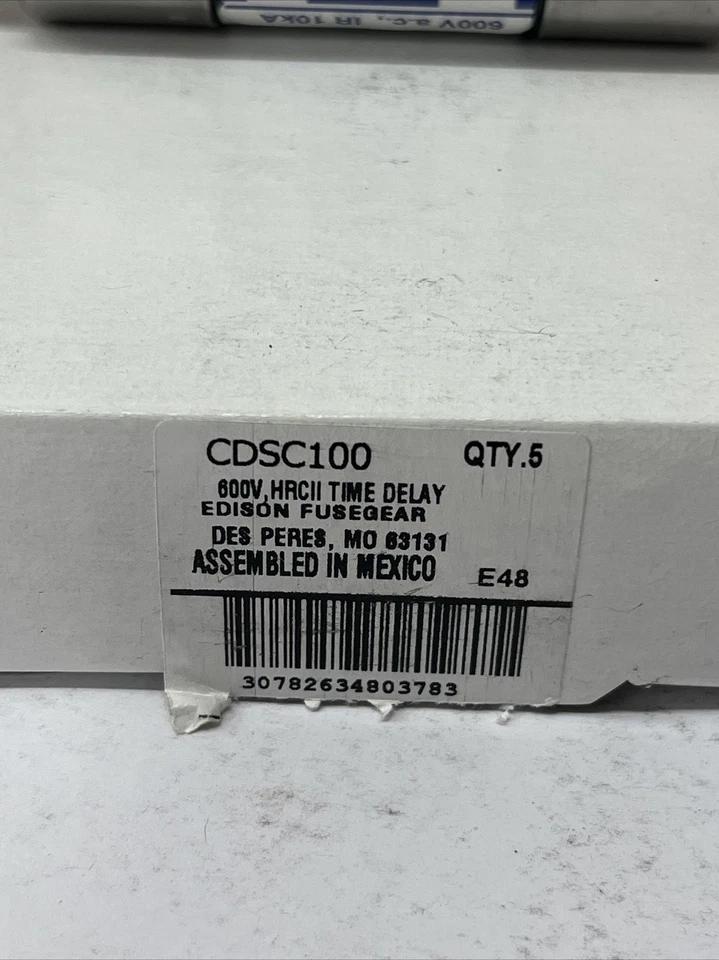 600V a.c., IR 10kA
CDSC100 QTY.5
600V,HRCII TIME DELAY
EDISON FUSEGEAR
DES PERES, MO 63131
ASSEMBLED IN MEXICO E48
30782634803783